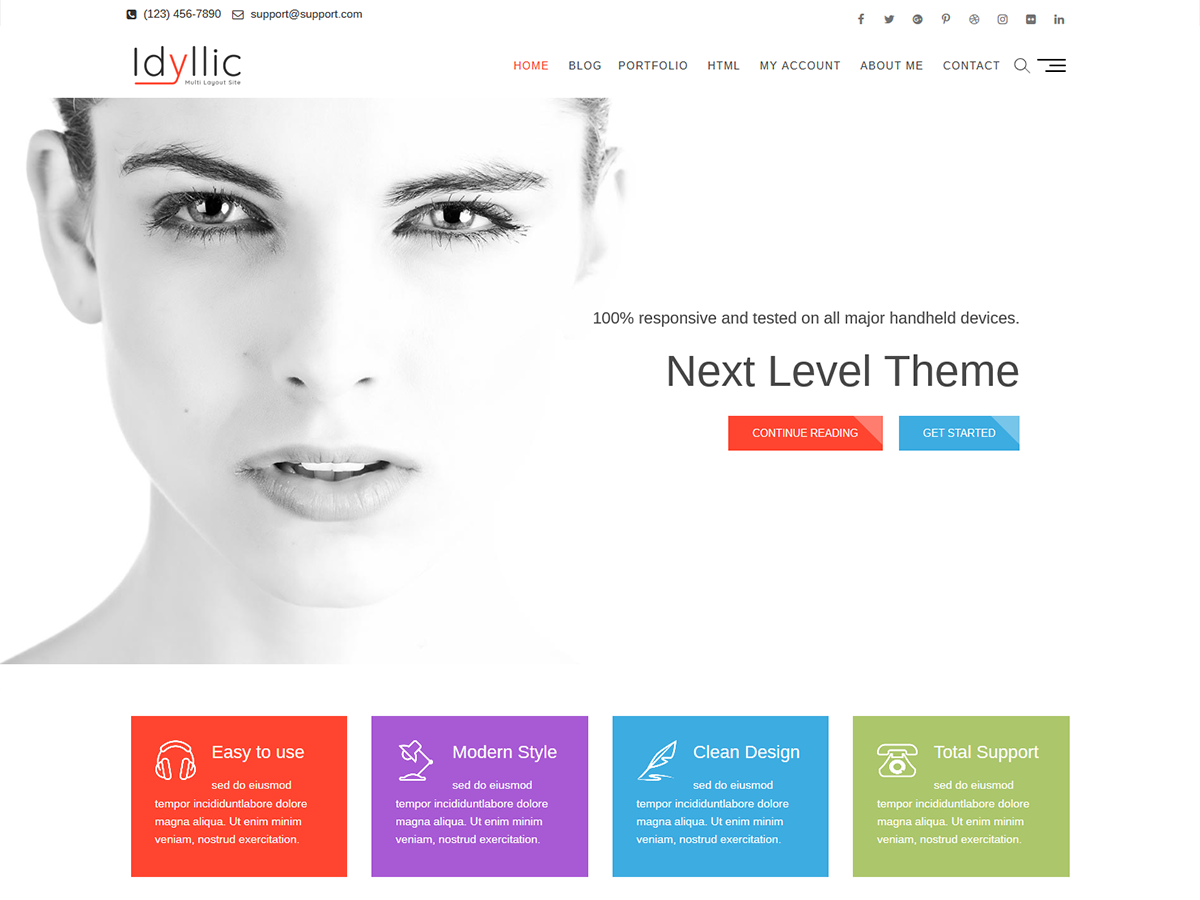 (123) 456-7890 support@support.com
Idyllic
Multi Layout Site
HOME BLOG PORTFOLIO HTML MY ACCOUNT ABOUT ME CONTACT
100% responsive and tested on all major handheld devices.
Next Level Theme
CONTINUE READING GET STARTED
Easy to use
sed do eiusmod
tempor incididuntlabore dolore
magna aliqua. Ut enim minim
veniam, nostrud exercitation.
Modern Style
sed do eiusmod
tempor incididuntlabore dolore
magna aliqua. Ut enim minim
veniam, nostrud exercitation.
Clean Design
sed do eiusmod
tempor incididuntlabore dolore
magna aliqua. Ut enim minim
veniam, nostrud exercitation.
Total Support
sed do eiusmod
tempor incididuntlabore dolore
magna aliqua. Ut enim minim
veniam, nostrud exercitation.